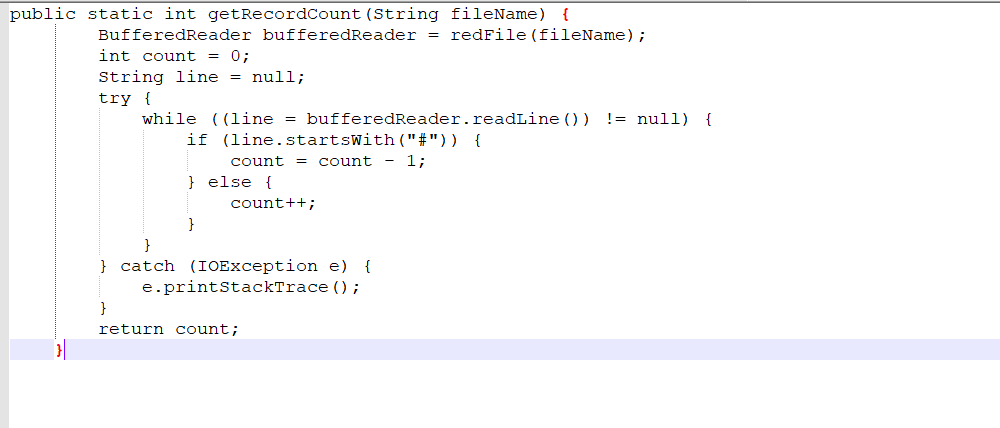 public static int getRecordCount(String fileName) {
BufferedReader bufferedReader = redFile(fileName);
int count = 0;
String line = null;
try {
while ((line = bufferedReader.readLine()) != null) {
if (line.startsWith("#")) {
count = count - 1;
} else {
count++;
}
}
} catch (IOException e) {
e.printStackTrace();
}
return count;
}